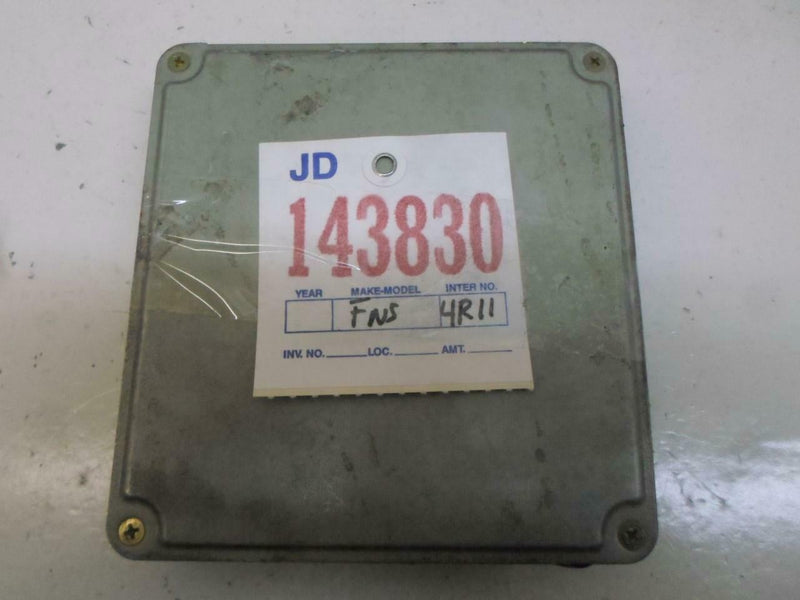 JD
143830
YEAR MAKE-MODEL INTER NO.
FNS 4R11
INV. NO. LOC. AMT.